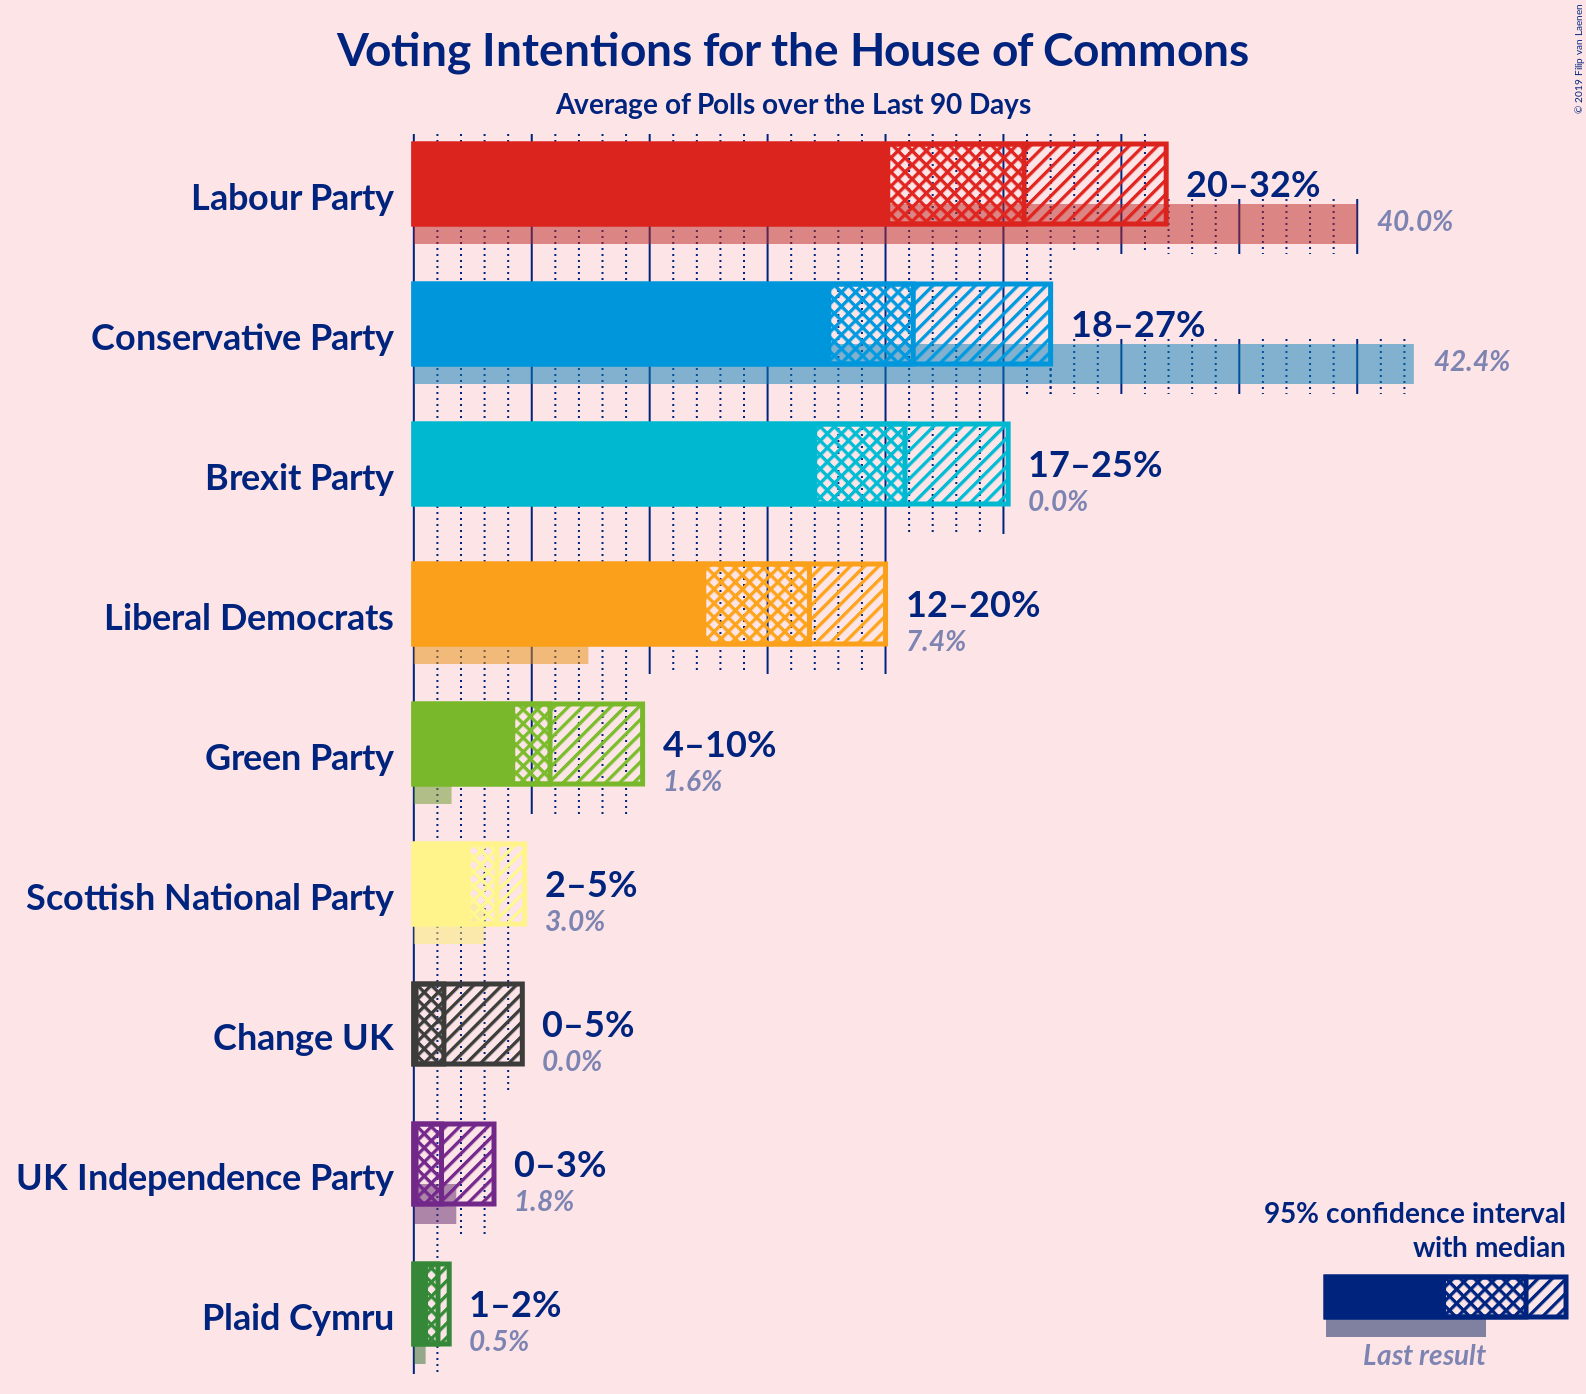 Voting Intentions for the House of Commons
Average of Polls over the Last 90 Days
© 2019 Filip van Laenen
Labour Party
20–32%
40.0%
Conservative Party
18–27%
42.4%
Brexit Party
17–25%
0.0%
Liberal Democrats
12–20%
7.4%
Green Party
4–10%
1.6%
Scottish National Party
2–5%
3.0%
Change UK
0–5%
0.0%
UK Independence Party
0–3%
1.8%
Plaid Cymru
1–2%
0.5%
95% confidence interval
with median
Last result